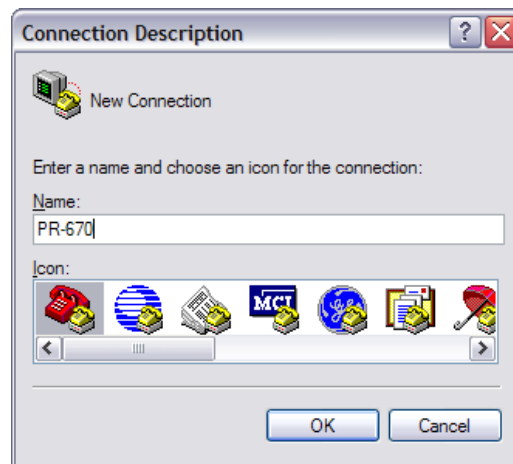 Connection Description
New Connection
Enter a name and choose an icon for the connection:
Name:
PR-670
Icon:
MCI
OK Cancel